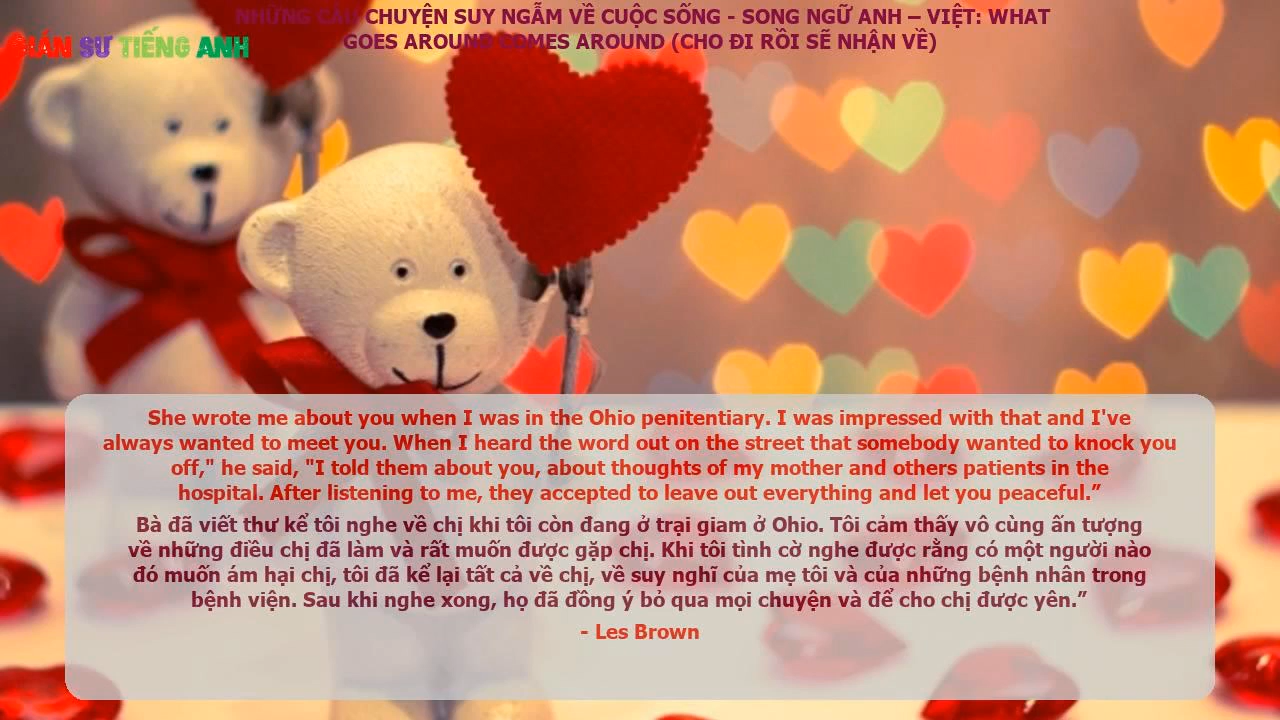 NHỮNG CÂU CHUYỆN SUY NGẪM VỀ CUỘC SỐNG - SONG NGỮ ANH – VIỆT: WHAT
GOES AROUND COMES AROUND (CHO ĐI RỒI SẼ NHẬN VỀ)
QUÁN SỨ TIẾNG ANH
She wrote me about you when I was in the Ohio penitentiary. I was impressed with that and I've
always wanted to meet you. When I heard the word out on the street that somebody wanted to knock you
off," he said, "I told them about you, about thoughts of my mother and others patients in the
hospital. After listening to me, they accepted to leave out everything and let you peaceful.”
Bà đã viết thư kể tôi nghe về chị khi tôi còn đang ở trại giam ở Ohio. Tôi cảm thấy vô cùng ấn tượng
về những điều chị đã làm và rất muốn được gặp chị. Khi tôi tình cờ nghe được rằng có một người nào
đó muốn ám hại chị, tôi đã kể lại tất cả về chị, về suy nghĩ của mẹ tôi và của những bệnh nhân trong
bệnh viện. Sau khi nghe xong, họ đã đồng ý bỏ qua mọi chuyện và để cho chị được yên.”
- Les Brown